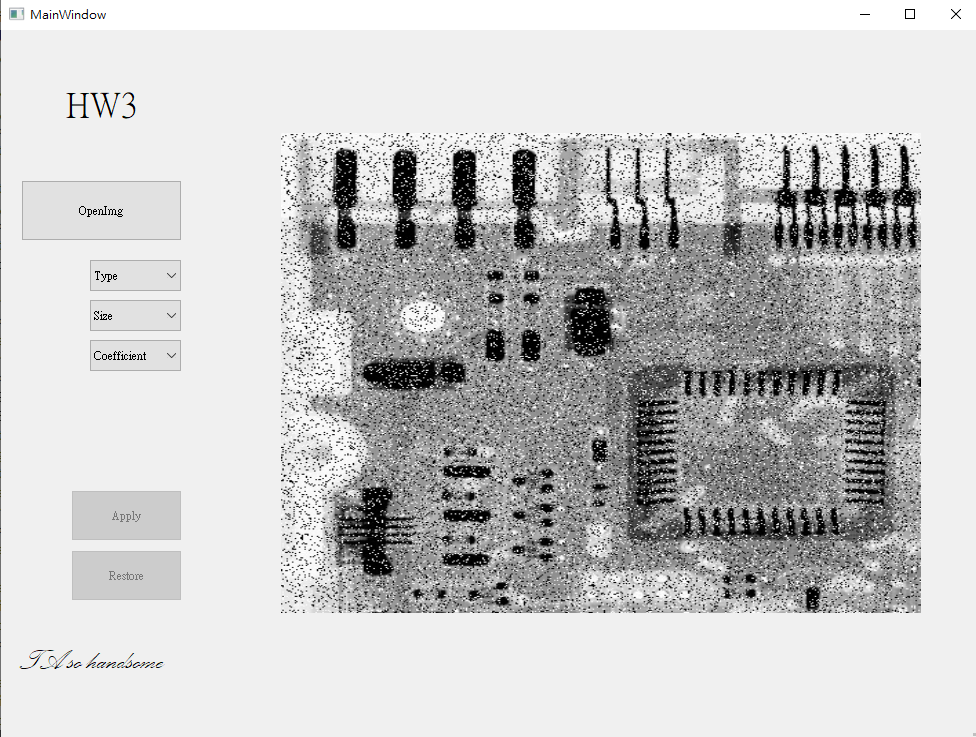 MainWindow
HW3
OpenImg
Type
Size
Coefficient
Apply
Restore
TA so handsome